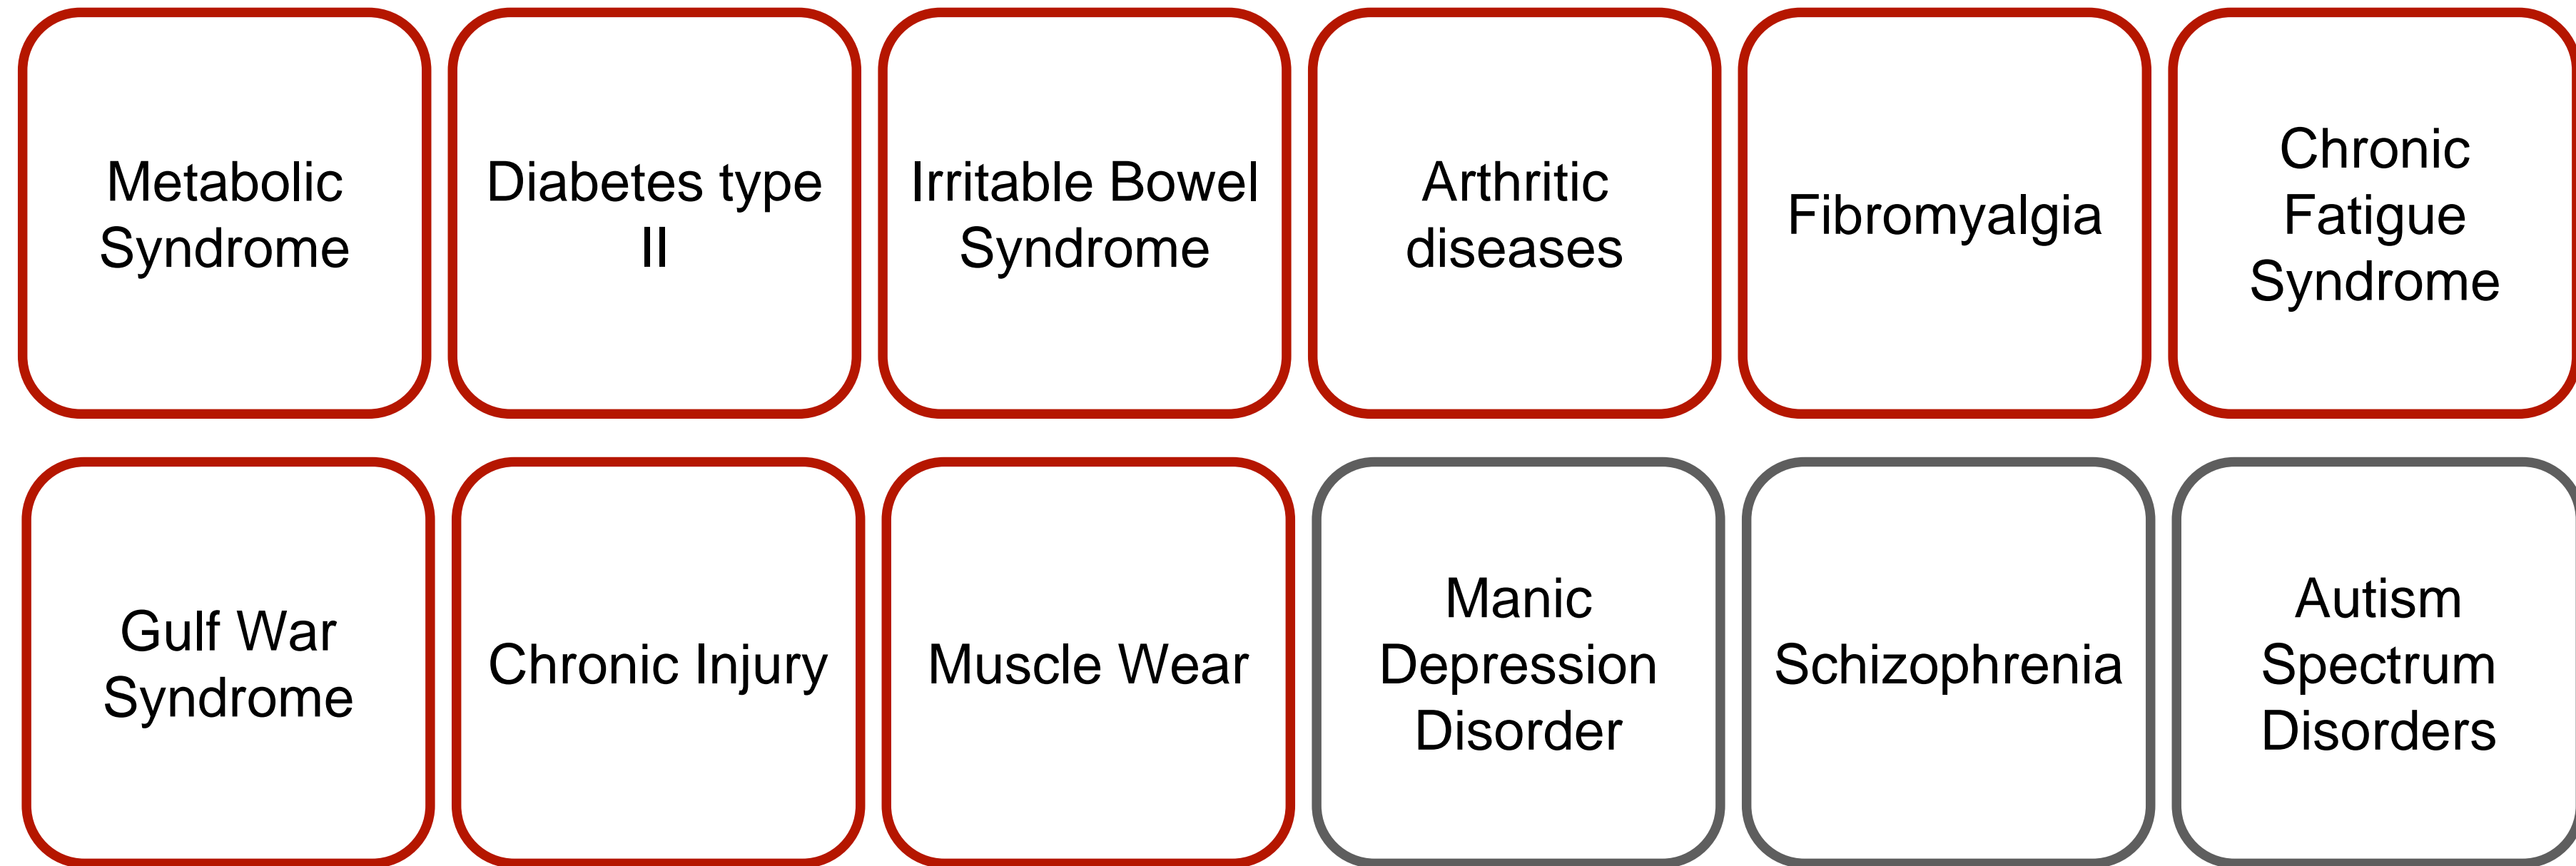 Metabolic
Syndrome
Diabetes type
II
Irritable Bowel
Syndrome
Arthritic
diseases
Fibromyalgia
Chronic
Fatigue
Syndrome
Gulf War
Syndrome
Chronic Injury
Muscle Wear
Manic
Depression
Disorder
Schizophrenia
Autism
Spectrum
Disorders